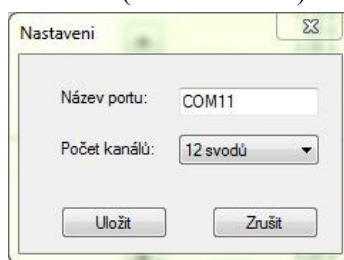 Nastaveni
Název portu: COM11
Počet kanálů: 12 svodů
Uložit Zrušit